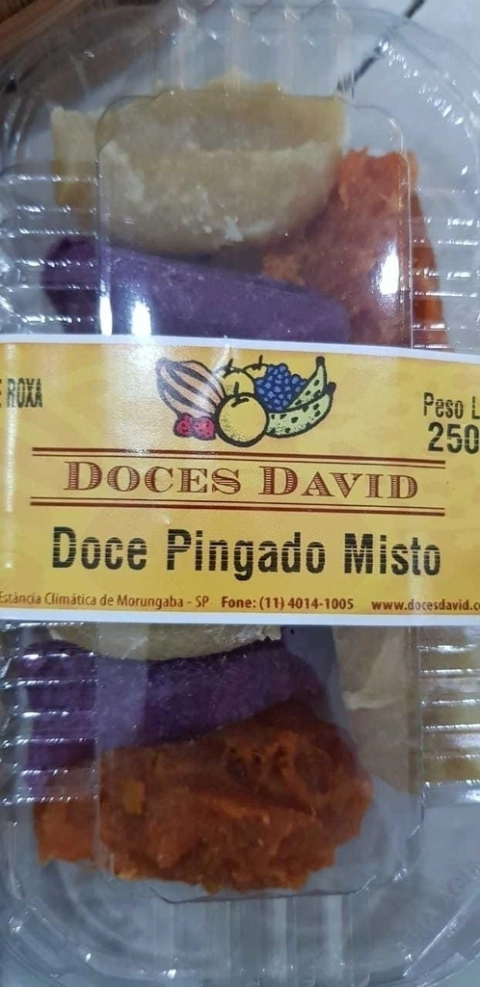 ROXA
Peso L
250
DOCES DAVID
Doce Pingado Misto
Estância Climática de Morungaba - SP Fone: (11) 4014-1005 www.docesdavid.co